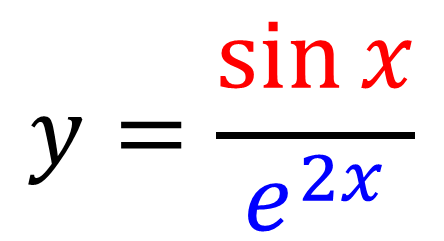 y = sin x / e^{2x}